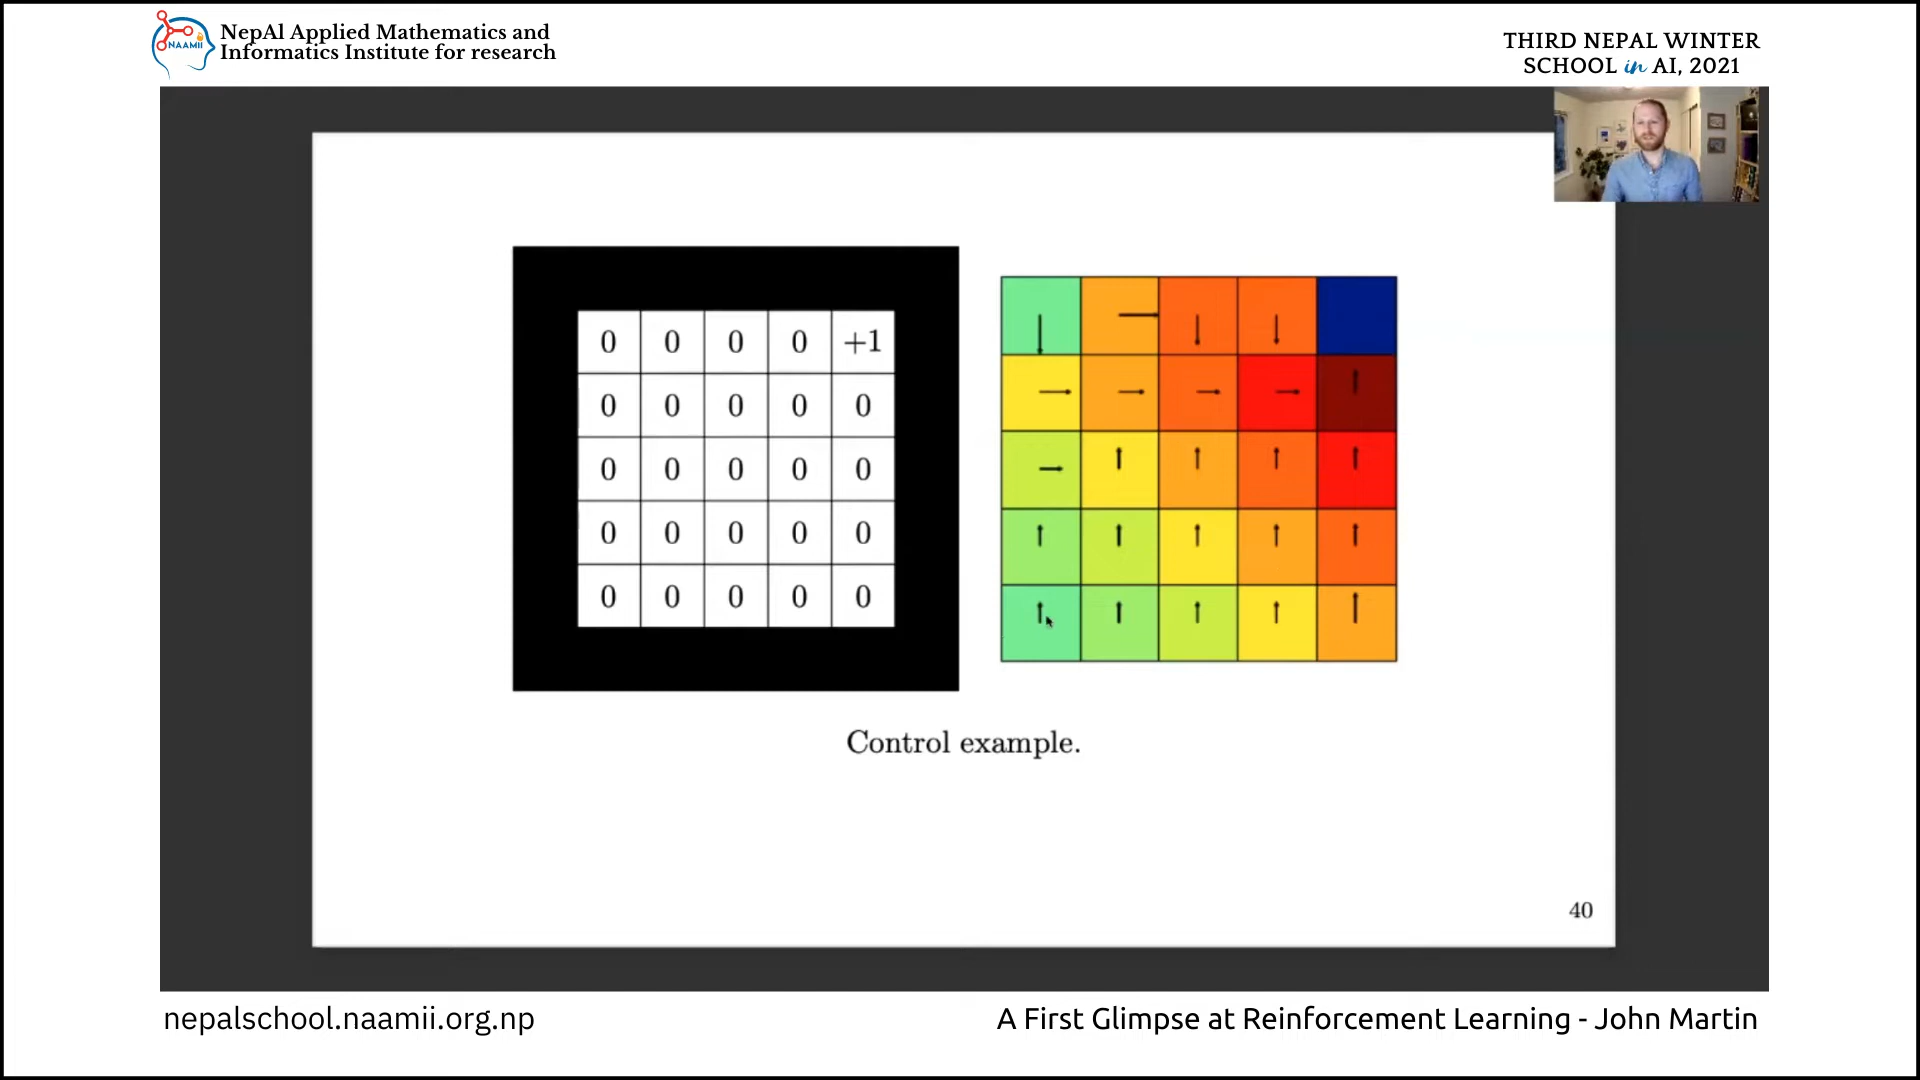 NAAMII
NepAl Applied Mathematics and
Informatics Institute for research
THIRD NEPAL WINTER
SCHOOL in AI, 2021
0 0 0 0 +1
0 0 0 0 0
0 0 0 0 0
0 0 0 0 0
0 0 0 0 0
Control example.
40
nepalschool.naamii.org.np
A First Glimpse at Reinforcement Learning - John Martin